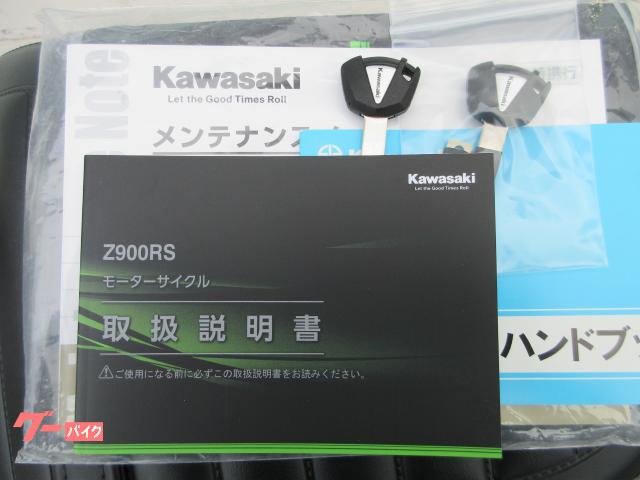 Note
Kawasaki
Let the Good Times Roll
メンテナンス
携行
Kawasaki
Let the Good Times Roll
Z900RS
モーターサイクル
取扱説明書
⚠ご使用になる前に必ずこの取扱説明書をお読みください。
ハンドブッ
グーバイク